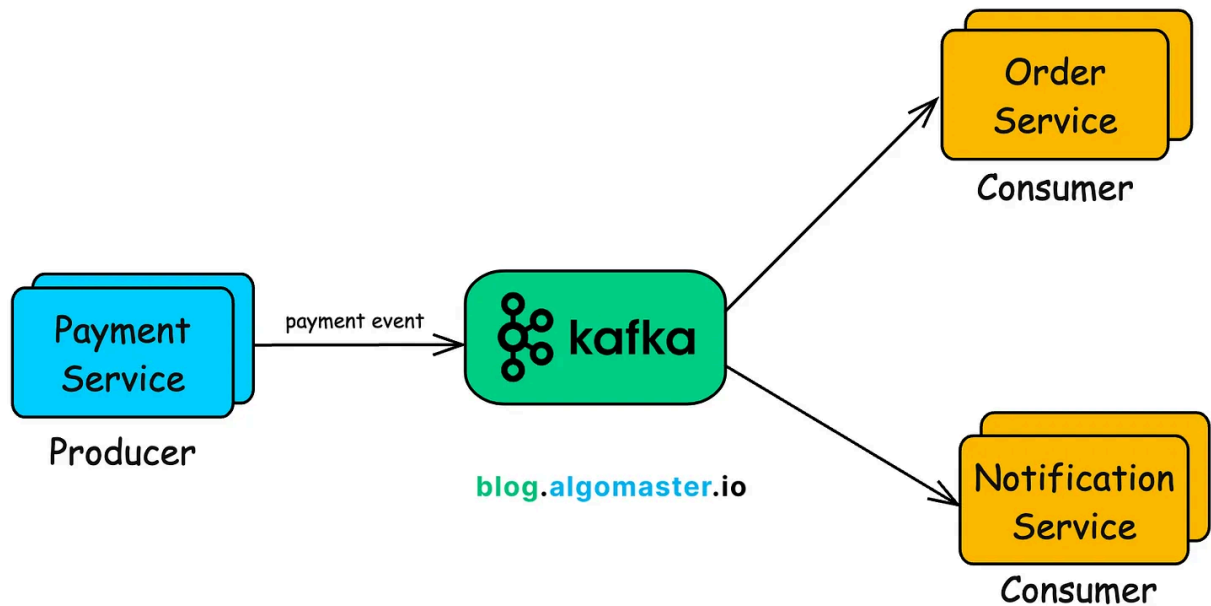 Order
Service
Consumer
Payment
Service
Producer
payment event
kafka
blog.algomaster.io
Notification
Service
Consumer